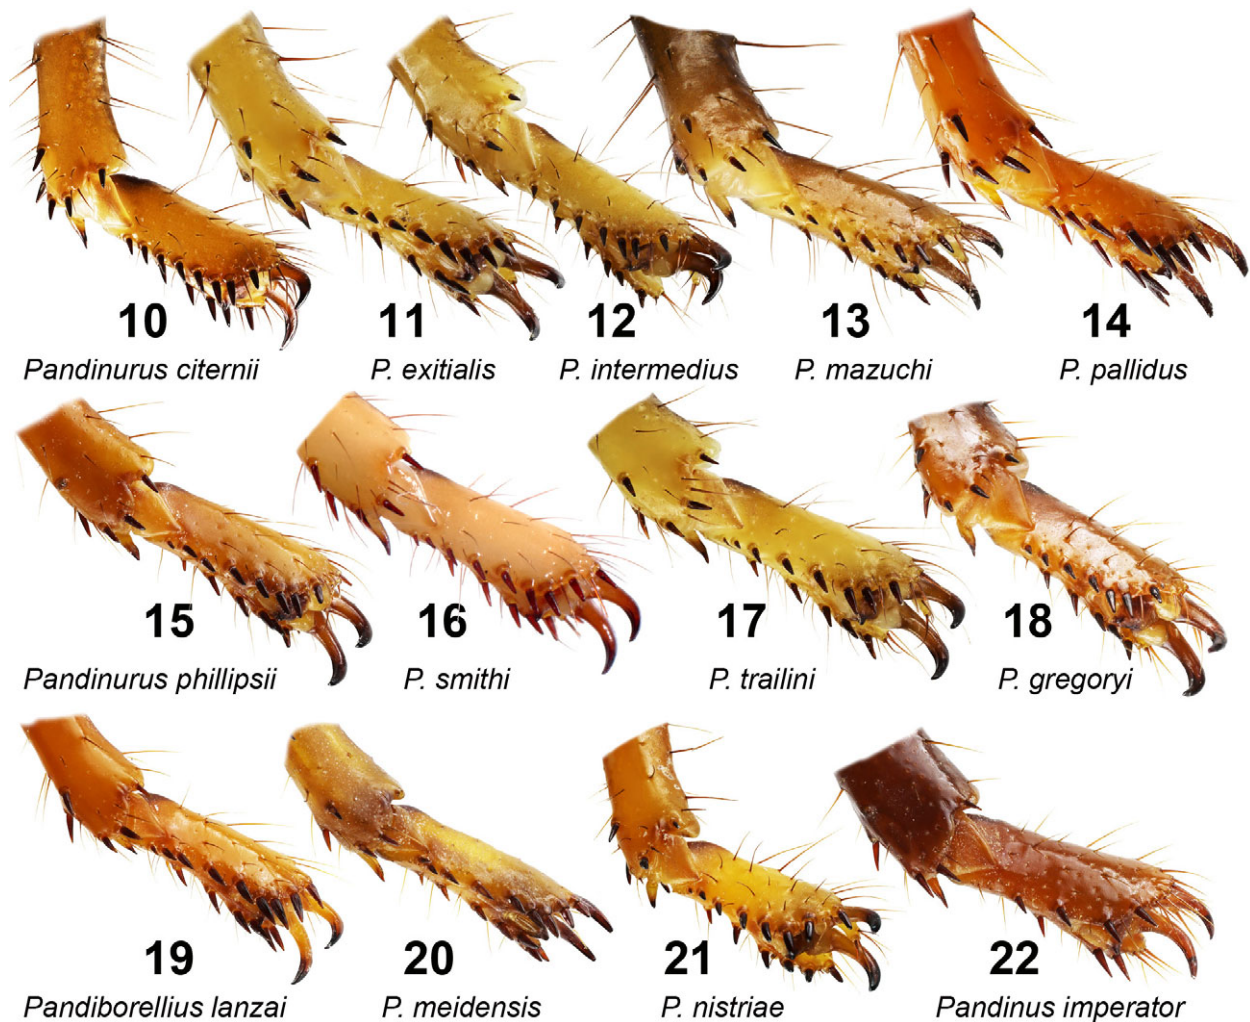 10 11 12 13 14
Pandinurus citernii P. exitialis P. intermedius P. mazuchi P. pallidus
15 16 17 18
Pandinurus phillipsii P. smithi P. trailini P. gregoryi
19 20 21 22
Pandiborellius lanzai P. meidensis P. nistriae Pandinus imperator